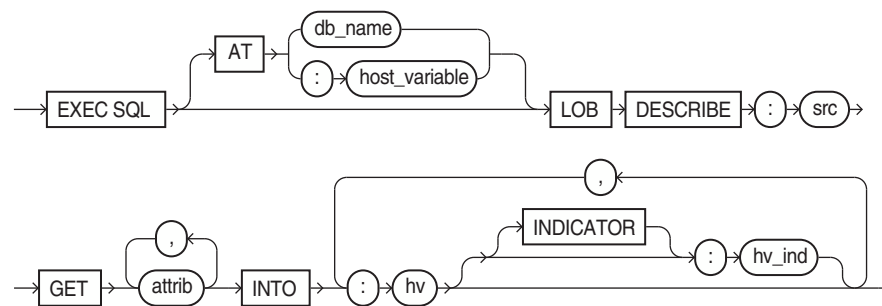 db_name
AT
: host_variable
EXEC SQL LOB DESCRIBE : src
,
, INDICATOR
: hv_ind
GET attrib INTO : hv